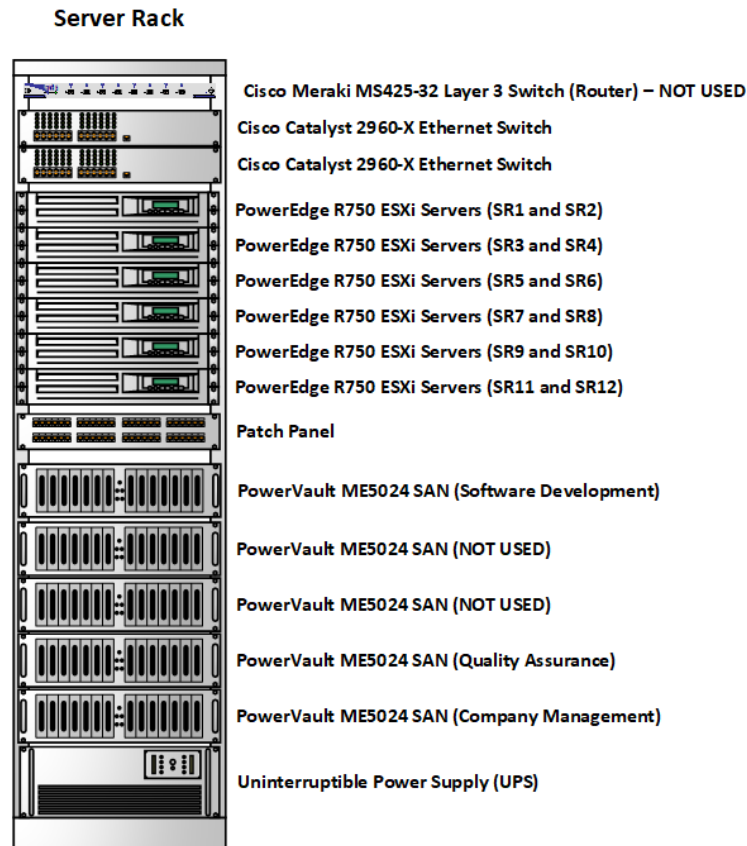 Server Rack
Cisco Meraki MS425-32 Layer 3 Switch (Router) – NOT USED
Cisco Catalyst 2960-X Ethernet Switch
Cisco Catalyst 2960-X Ethernet Switch
PowerEdge R750 ESXi Servers (SR1 and SR2)
PowerEdge R750 ESXi Servers (SR3 and SR4)
PowerEdge R750 ESXi Servers (SR5 and SR6)
PowerEdge R750 ESXi Servers (SR7 and SR8)
PowerEdge R750 ESXi Servers (SR9 and SR10)
PowerEdge R750 ESXi Servers (SR11 and SR12)
Patch Panel
PowerVault ME5024 SAN (Software Development)
PowerVault ME5024 SAN (NOT USED)
PowerVault ME5024 SAN (NOT USED)
PowerVault ME5024 SAN (Quality Assurance)
PowerVault ME5024 SAN (Company Management)
Uninterruptible Power Supply (UPS)